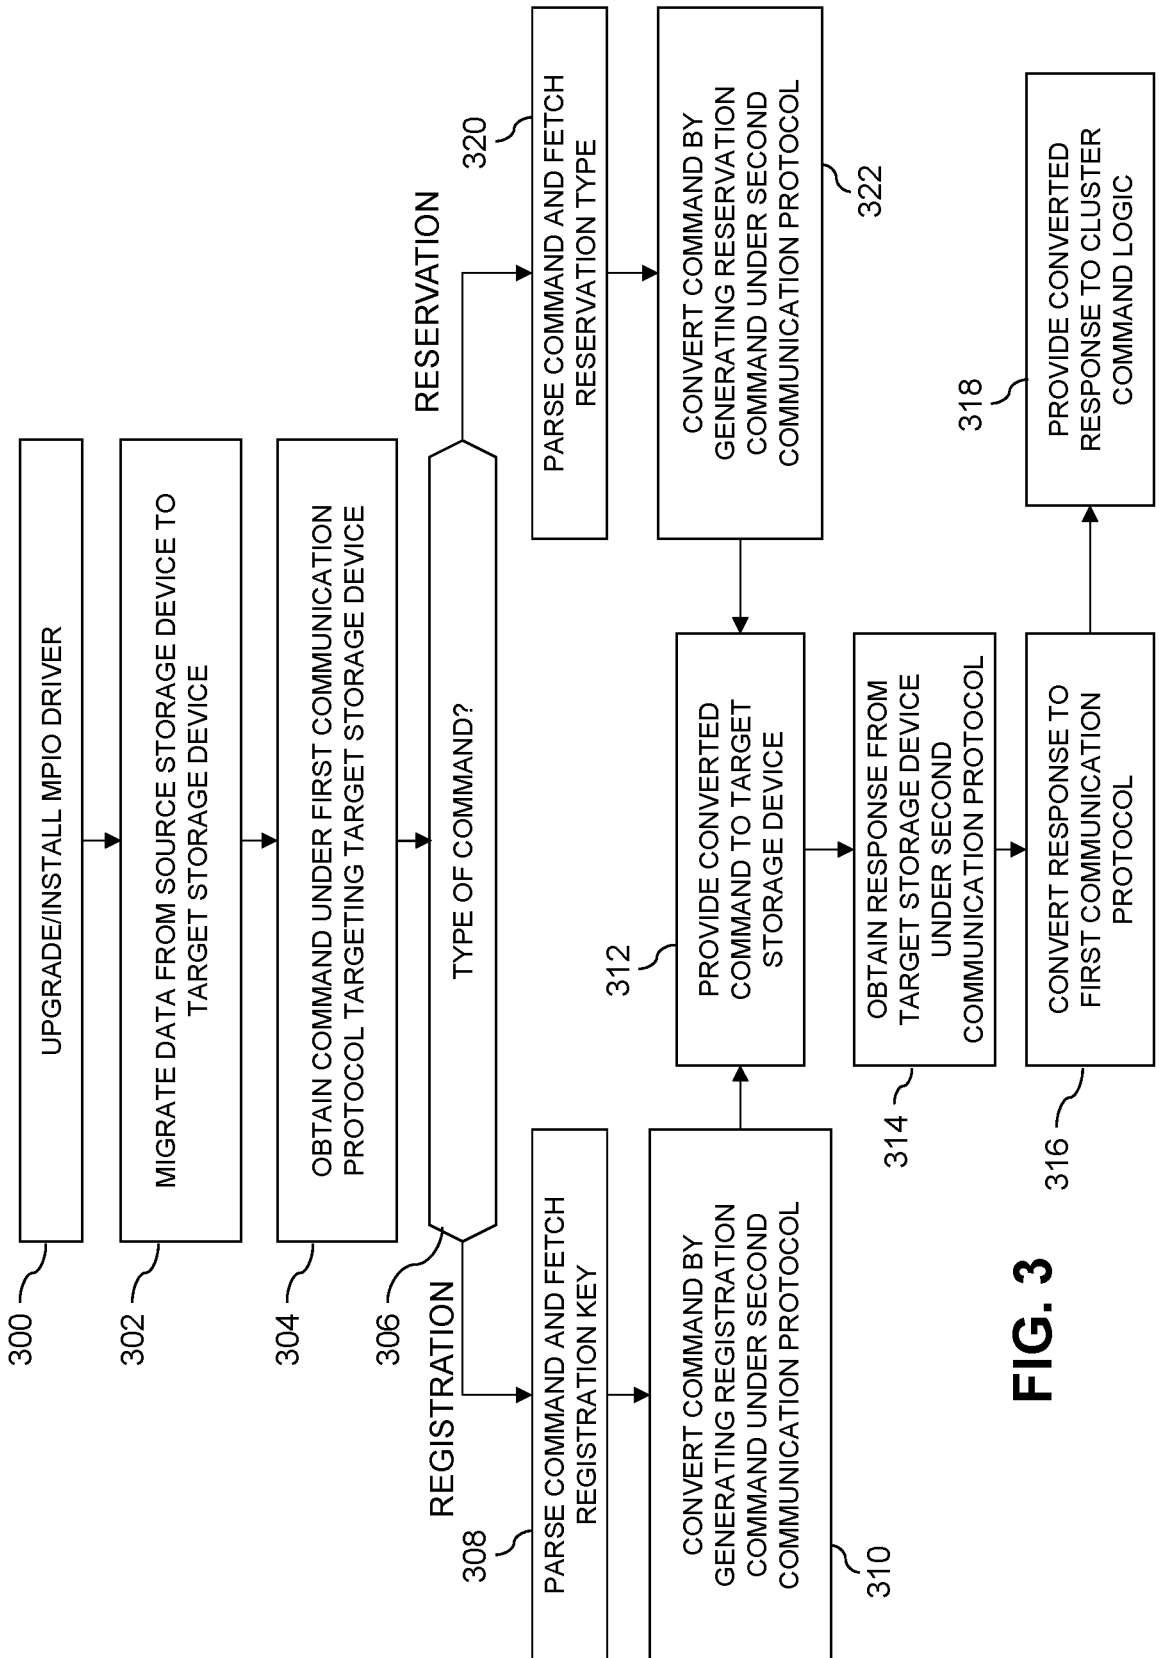 300
UPGRADE/INSTALL MPIO DRIVER
302
MIGRATE DATA FROM SOURCE STORAGE DEVICE TO
TARGET STORAGE DEVICE
304
OBTAIN COMMAND UNDER FIRST COMMUNICATION
PROTOCOL TARGETING TARGET STORAGE DEVICE
306
TYPE OF COMMAND?
REGISTRATION
RESERVATION
308
PARSE COMMAND AND FETCH
REGISTRATION KEY
320
PARSE COMMAND AND FETCH
RESERVATION TYPE
CONVERT COMMAND BY
GENERATING REGISTRATION
COMMAND UNDER SECOND
COMMUNICATION PROTOCOL
310
CONVERT COMMAND BY
GENERATING RESERVATION
COMMAND UNDER SECOND
COMMUNICATION PROTOCOL
322
312
PROVIDE CONVERTED
COMMAND TO TARGET
STORAGE DEVICE
314
OBTAIN RESPONSE FROM
TARGET STORAGE DEVICE
UNDER SECOND
COMMUNICATION PROTOCOL
316
CONVERT RESPONSE TO
FIRST COMMUNICATION
PROTOCOL
318
PROVIDE CONVERTED
RESPONSE TO CLUSTER
COMMAND LOGIC
FIG. 3